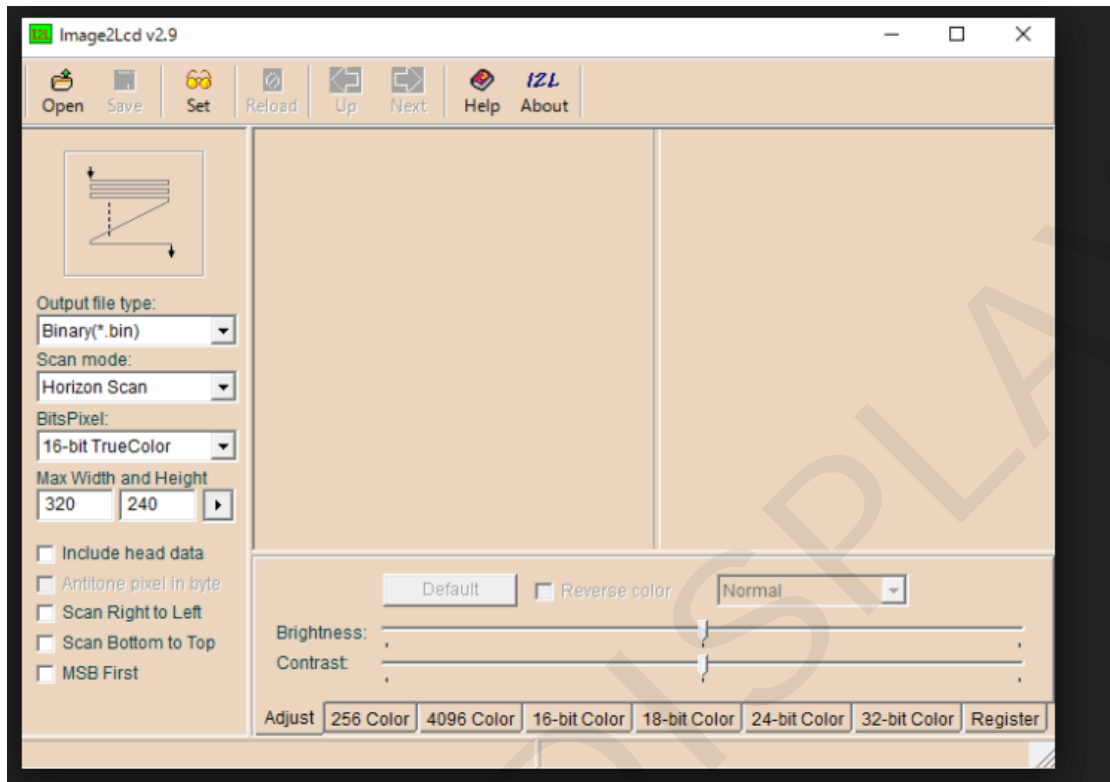 I2L Image2Lcd v2.9
I2L
Open Save Set Reload Up Next Help About
Output file type:
Binary(*.bin)
Scan mode:
Horizon Scan
BitsPixel:
16-bit TrueColor
Max Width and Height
320 240
Include head data
Antitone pixel in byte
Scan Right to Left
Scan Bottom to Top
MSB First
Default Reverse color Normal
Brightness:
Contrast:
Adjust 256 Color 4096 Color 16-bit Color 18-bit Color 24-bit Color 32-bit Color Register
DISPLA